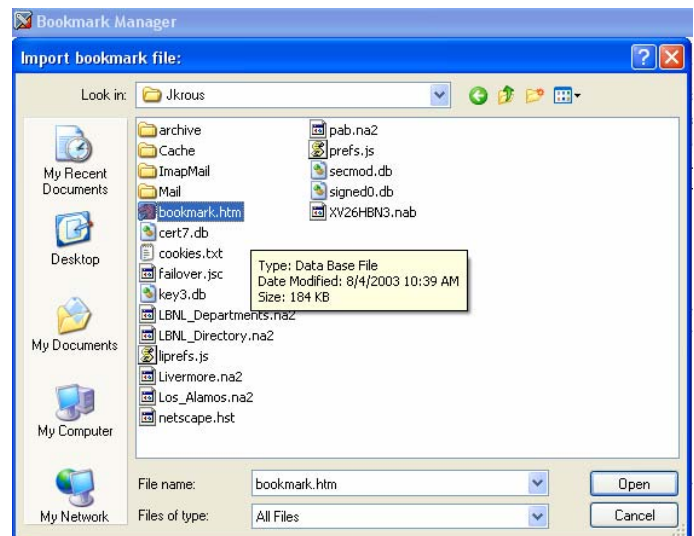 Bookmark Manager
Import bookmark file:
Look in: Jkrous
My Recent
Documents
Desktop
My Documents
My Computer
My Network
archive
Cache
ImapMail
Mail
bookmark.htm
cert7.db
cookies.txt
failover.jsc
key3.db
LBNL_Departments.na2
LBNL_Directory.na2
liprefs.js
Livermore.na2
Los_Alamos.na2
netscape.hst
pab.na2
prefs.js
secmod.db
signed0.db
XV26HBN3.nab
Type: Data Base File
Date Modified: 8/4/2003 10:39 AM
Size: 184 KB
File name: bookmark.htm Open
Files of type: All Files Cancel